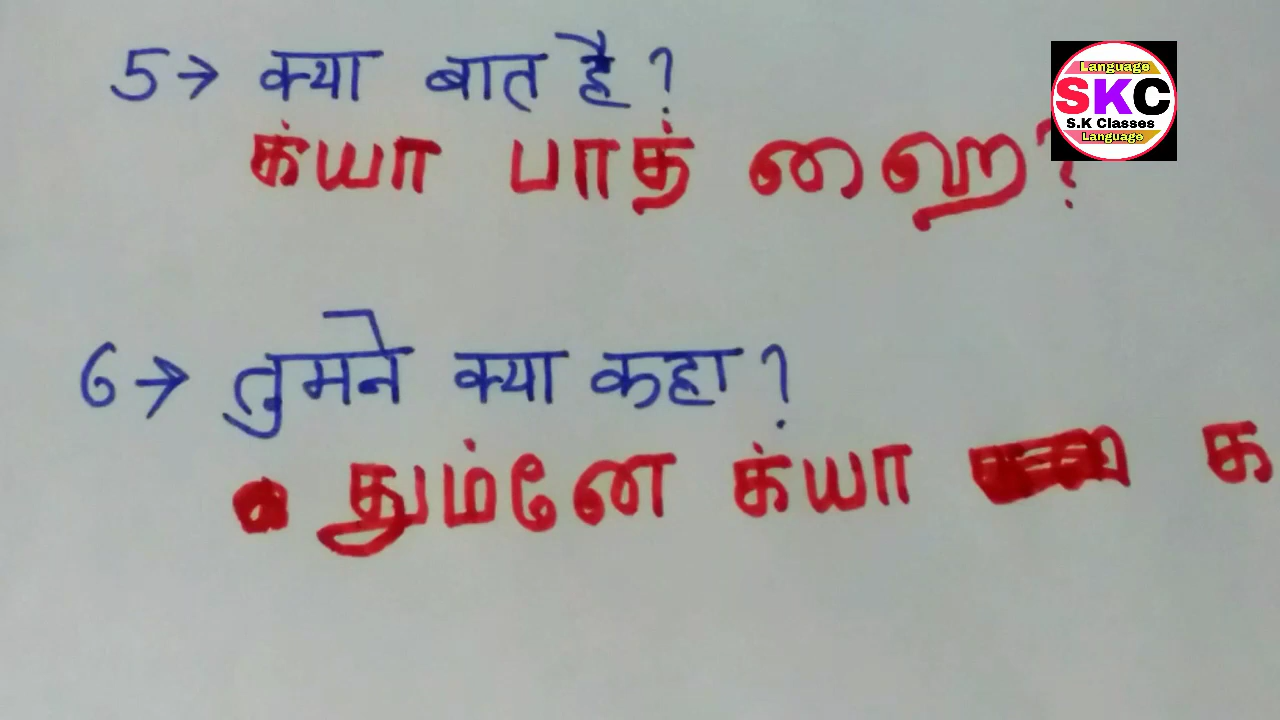 5→ क्या बात है?
Language
SKC
S.K Classes
Language
க்யா பாத் ஹை?
6→ तुमने क्या कहा?
தும்னே க்யா க